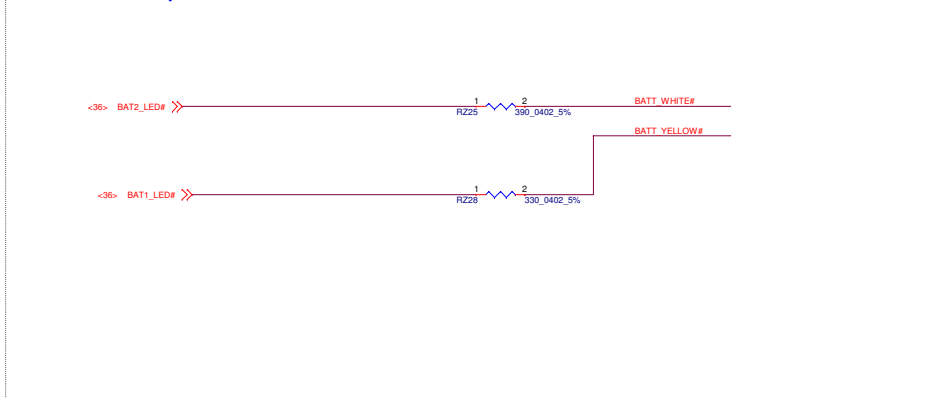 <36> BAT2_LED# 1 2 BATT_WHITE#
RZ25 390_0402_5%
BATT_YELLOW#
<36> BAT1_LED# 1 2
RZ28 330_0402_5%